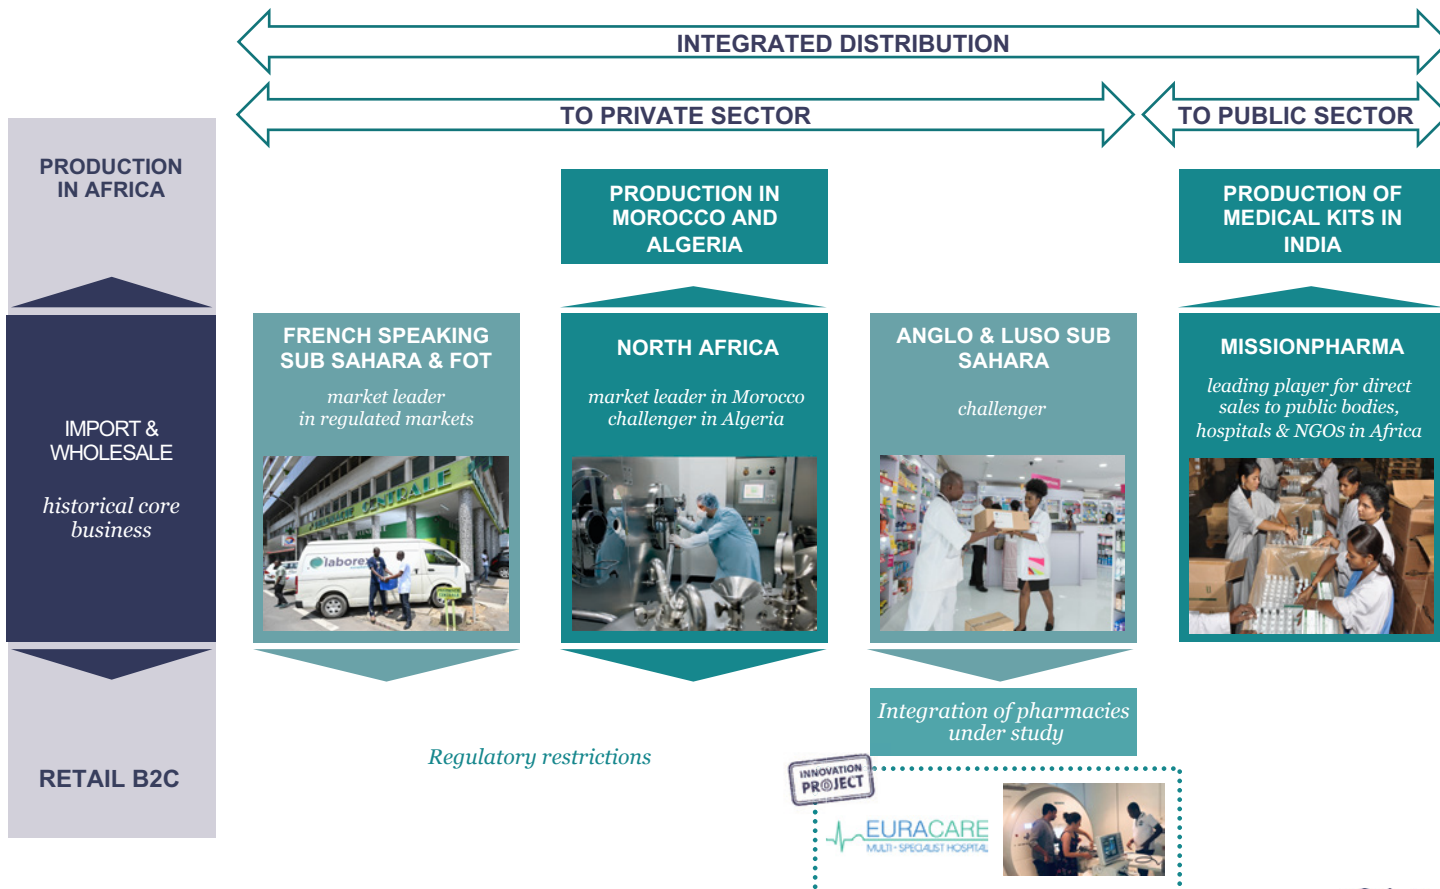 INTEGRATED DISTRIBUTION
TO PRIVATE SECTOR
TO PUBLIC SECTOR
PRODUCTION
IN AFRICA
PRODUCTION IN
MOROCCO AND
ALGERIA
PRODUCTION OF
MEDICAL KITS IN
INDIA
IMPORT &
WHOLESALE
historical core
business
FRENCH SPEAKING
SUB SAHARA & FOT
market leader
in regulated markets
CENTRALE
laborex
NORTH AFRICA
market leader in Morocco
challenger in Algeria
ANGLO & LUSO SUB
SAHARA
challenger
MISSIONPHARMA
leading player for direct
sales to public bodies,
hospitals & NGOS in Africa
RETAIL B2C
Regulatory restrictions
Integration of pharmacies
under study
INNOVATION
PROJECT
EURACARE
MULTI - SPECIALIST HOSPITAL